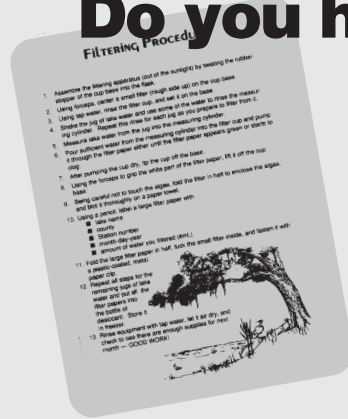 Do you h
FILTERING PROCEDU
1. Assemble the filtering apparatus (out of the sunlight) by twisting the rubber
stopper of the cup base into the flask.
2. Using forceps, center a small filter (rough side up) on the cup base.
3. Using tap water, rinse the filter cup, and set it on the base.
4. Shake the jug of lake water and use some of the water to rinse the measur-
ing cylinder. Repeat this rinse for each jug as you prepare to filter from it.
5. Measure lake water from the jug into the measuring cylinder.
6. Pour sufficient water from the measuring cylinder into the filter cup and pump
it through the filter paper either until the filter paper appears green or starts to
clog.
7. After pumping the cup dry, tip the cup off the base.
8. Using the forceps to grip the white part of the filter paper, lift it off the cup
base.
9. Being careful not to touch the algae, fold the filter in half to enclose the algae,
and blot it thoroughly on a paper towel.
10. Using a pencil, label a large filter paper with
■ lake name
■ county
■ Station number
■ month-day-year
■ amount of water you filtered (#mL)
11. Fold the large filter paper in half, tuck the small filter inside, and fasten it with
a plastic-coated, metal
paper clip.
12. Repeat all steps for the
remaining jugs of lake
water and put all the
filter papers into
the bottle of
desiccant. Store it
in freezer.
13. Rinse equipment with tap water, let it air dry, and
check to see there are enough supplies for next
month — GOOD WORK!